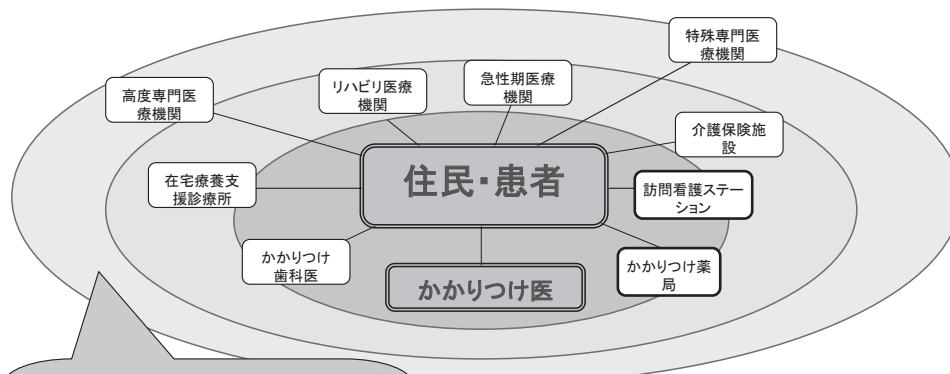 特殊専門医
療機関
急性期医療
機関
リハビリ医療
機関
高度専門医
療機関
介護保険施
設
住民・患者
在宅療養支
援診療所
訪問看護ステー
ション
かかりつけ
歯科医
かかりつけ薬
局
かかりつけ医